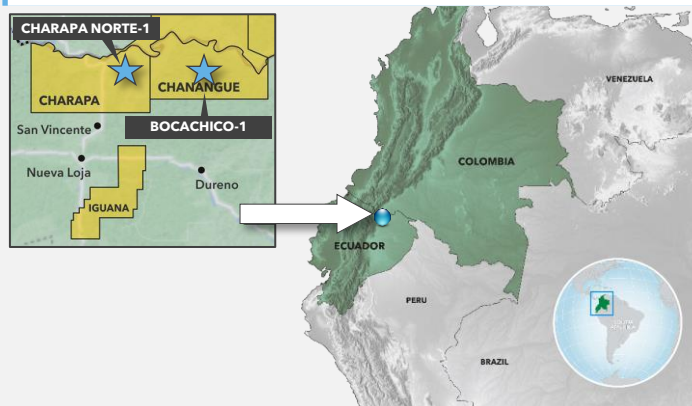 CHARAPA NORTE-1
CHANANGUE
CHARAPA
BOCACHICO-1
San Vincente
Nueva Loja
Dureno
IGUANA
VENEZUELA
COLOMBIA
ECUADOR
PERU
BRAZIL